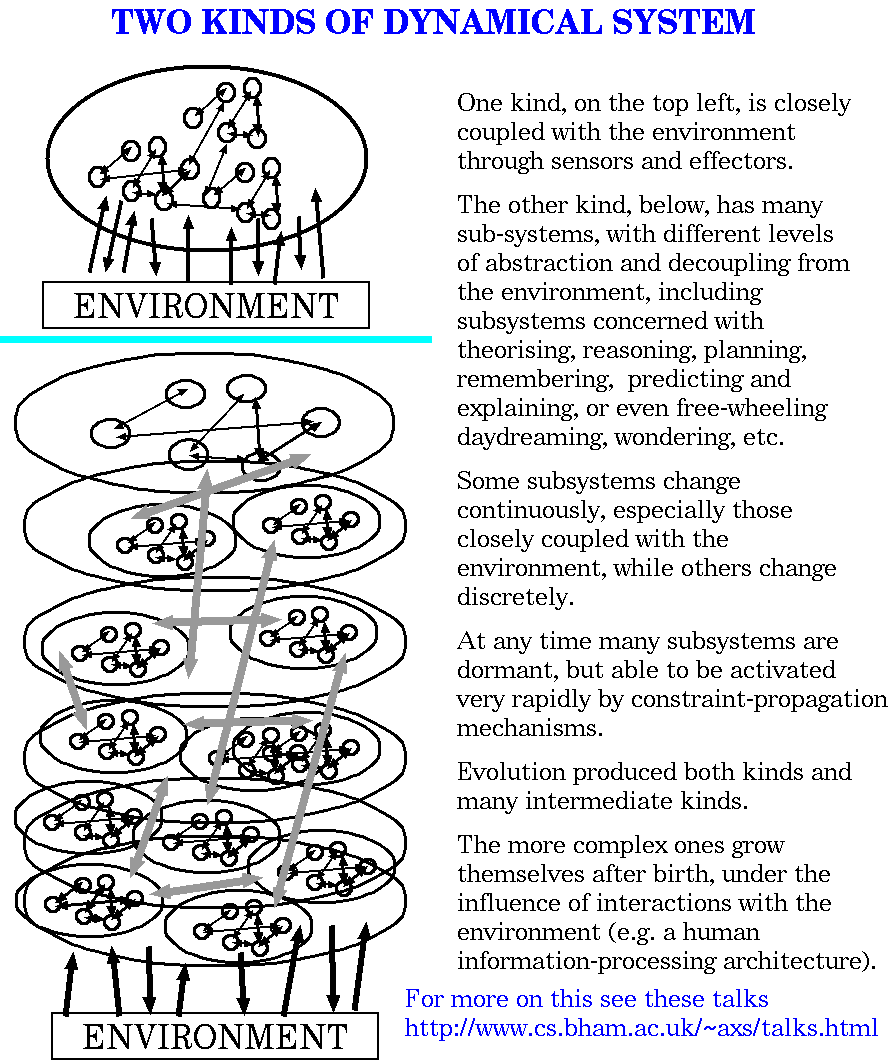 TWO KINDS OF DYNAMICAL SYSTEM
One kind, on the top left, is closely
coupled with the environment
through sensors and effectors.
The other kind, below, has many
sub-systems, with different levels
of abstraction and decoupling from
the environment, including
subsystems concerned with
theorising, reasoning, planning,
remembering,  predicting and
explaining, or even free-wheeling
daydreaming, wondering, etc.
Some subsystems change
continuously, especially those
closely coupled with the
environment, while others change
discretely.
At any time many subsystems are
dormant, but able to be activated
very rapidly by constraint-propagation
mechanisms.
Evolution produced both kinds and
many intermediate kinds.
The more complex ones grow
themselves after birth, under the
influence of interactions with the
environment (e.g. a human
information-processing architecture).
For more on this see these talks
http://www.cs.bham.ac.uk/~axs/talks.html
ENVIRONMENT
ENVIRONMENT